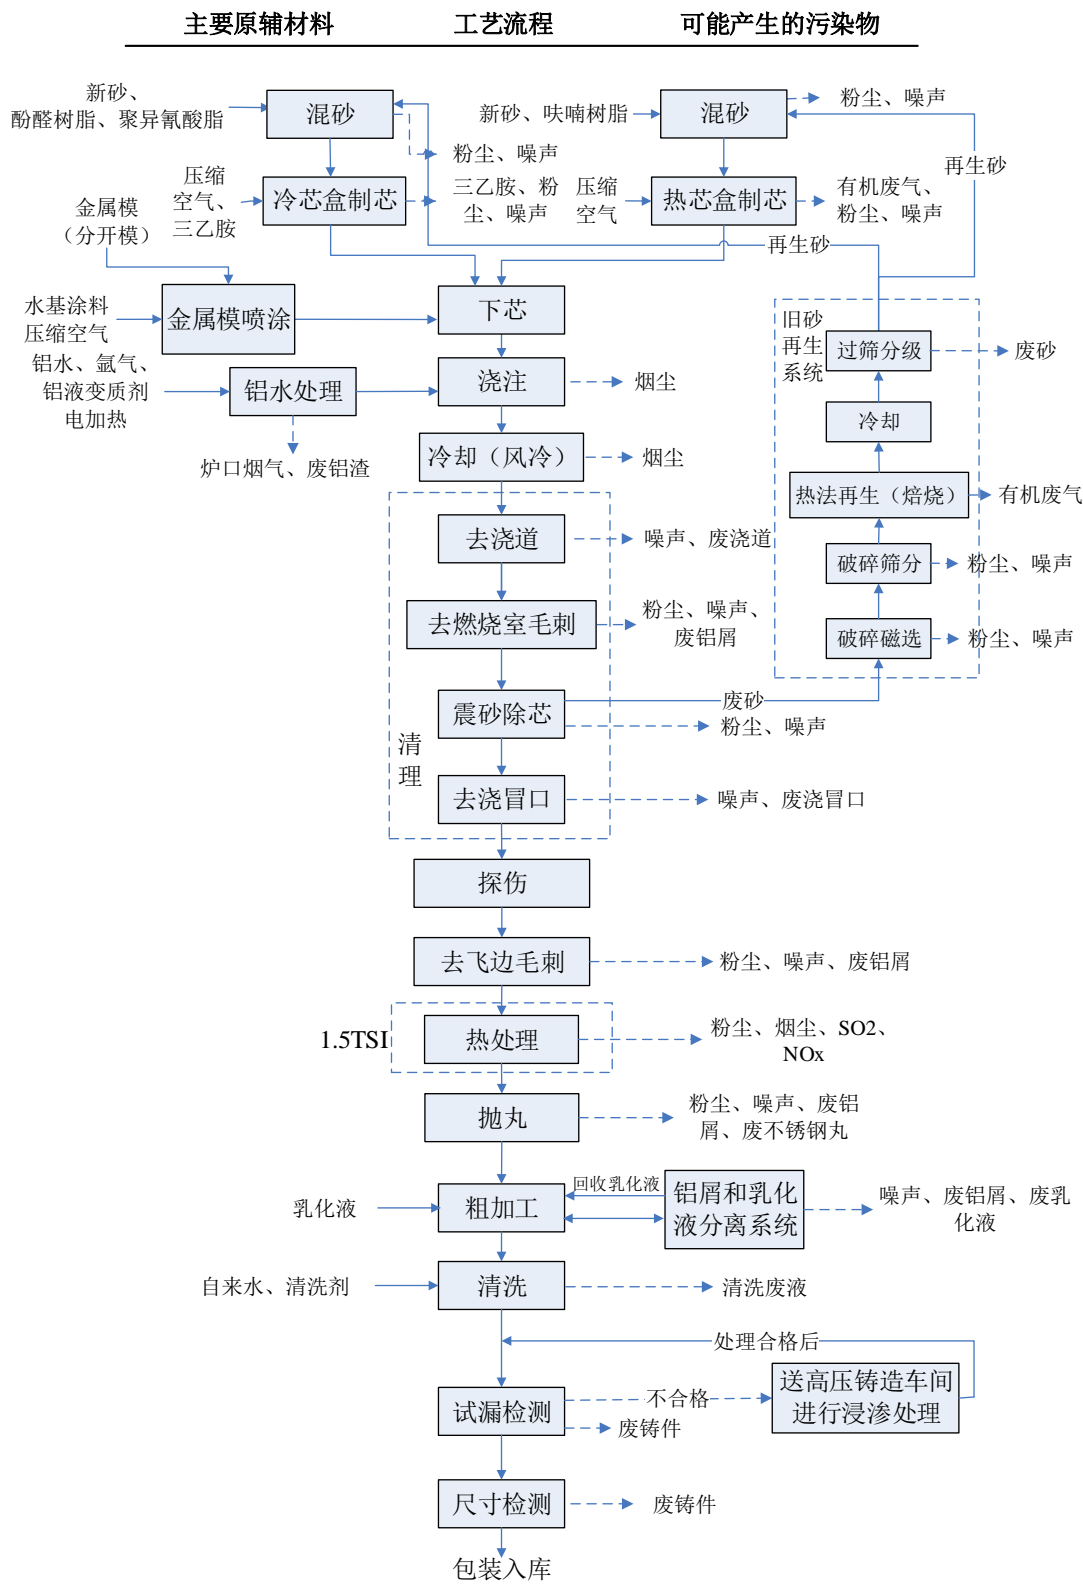 主要原辅材料
工艺流程
可能产生的污染物
新砂、
酚醛树脂、聚异氰酸脂
混砂
粉尘、噪声
新砂、呋喃树脂
混砂
粉尘、噪声
再生砂
压缩
空气、
三乙胺
冷芯盒制芯
三乙胺、粉
尘、噪声
压缩
空气
热芯盒制芯
有机废气、
粉尘、噪声
再生砂
金属模
（分开模）
水基涂料
压缩空气
金属模喷涂
下芯
铝水、氩气、
铝液变质剂
电加热
铝水处理
炉口烟气、废铝渣
浇注
烟尘
冷却（风冷）
烟尘
旧砂
再生
系统
过筛分级
废砂
冷却
热法再生（焙烧）
有机废气
破碎筛分
粉尘、噪声
破碎磁选
粉尘、噪声
去浇道
噪声、废浇道
去燃烧室毛刺
粉尘、噪声、
废铝屑
震砂除芯
废砂
粉尘、噪声
清
理
去浇冒口
噪声、废浇冒口
探伤
去飞边毛刺
粉尘、噪声、废铝屑
1.5TSI
热处理
粉尘、烟尘、SO2、
NOx
抛丸
粉尘、噪声、废铝
屑、废不锈钢丸
乳化液
粗加工
回收乳化液
铝屑和乳化
液分离系统
噪声、废铝屑、废乳
化液
自来水、清洗剂
清洗
清洗废液
处理合格后
试漏检测
不合格
废铸件
送高压铸造车间
进行浸渗处理
尺寸检测
废铸件
包装入库